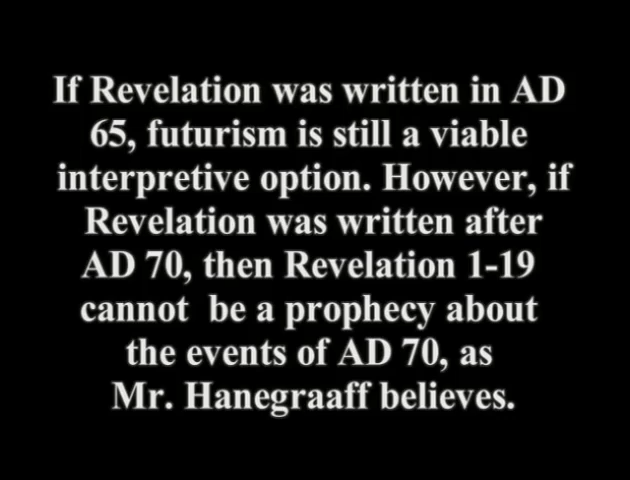 If Revelation was written in AD
65, futurism is still a viable
interpretive option. However, if
Revelation was written after
AD 70, then Revelation 1-19
cannot be a prophecy about
the events of AD 70, as
Mr. Hanegraaff believes.